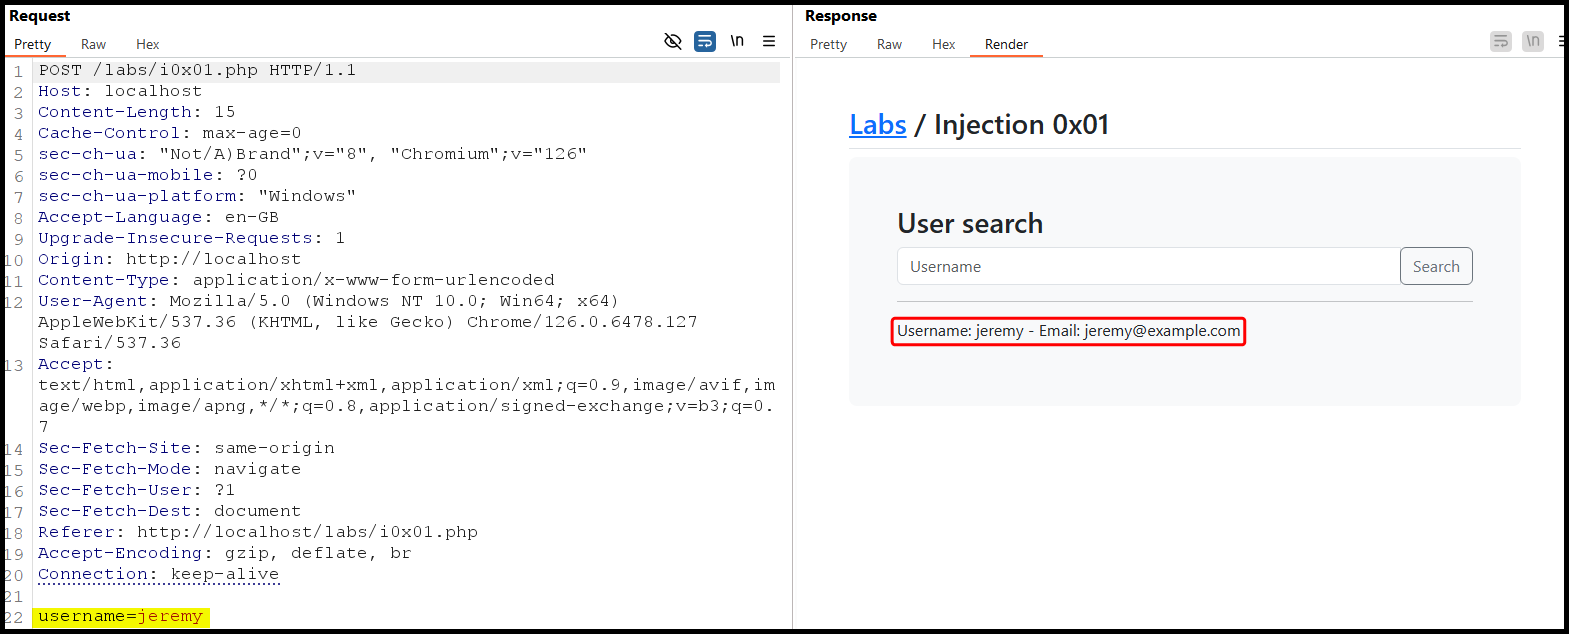 Request
Pretty Raw Hex
\n
1 POST /labs/i0x01.php HTTP/1.1
2 Host: localhost
3 Content-Length: 15
4 Cache-Control: max-age=0
5 sec-ch-ua: "Not/A)Brand";v="8", "Chromium";v="126"
6 sec-ch-ua-mobile: ?0
7 sec-ch-ua-platform: "Windows"
8 Accept-Language: en-GB
9 Upgrade-Insecure-Requests: 1
10 Origin: http://localhost
11 Content-Type: application/x-www-form-urlencoded
12 User-Agent: Mozilla/5.0 (Windows NT 10.0; Win64; x64)
AppleWebKit/537.36 (KHTML, like Gecko) Chrome/126.0.6478.127
Safari/537.36
13 Accept:
text/html,application/xhtml+xml,application/xml;q=0.9,image/avif,im
age/webp,image/apng,*/*;q=0.8,application/signed-exchange;v=b3;q=0.
7
14 Sec-Fetch-Site: same-origin
15 Sec-Fetch-Mode: navigate
16 Sec-Fetch-User: ?1
17 Sec-Fetch-Dest: document
18 Referer: http://localhost/labs/i0x01.php
19 Accept-Encoding: gzip, deflate, br
20 Connection: keep-alive
21
22 username=jeremy
Response
Pretty Raw Hex Render
\n
Labs / Injection 0x01
User search
Username Search
Username: jeremy - Email: jeremy@example.com